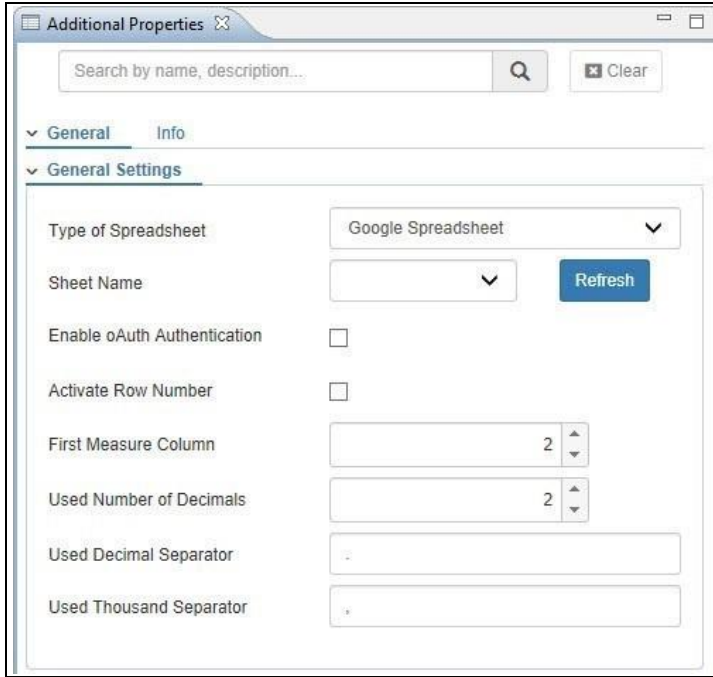 Additional Properties
Search by name, description...
Clear
General Info
General Settings
Type of Spreadsheet Google Spreadsheet
Sheet Name Refresh
Enable oAuth Authentication
Activate Row Number
First Measure Column 2
Used Number of Decimals 2
Used Decimal Separator .
Used Thousand Separator ,